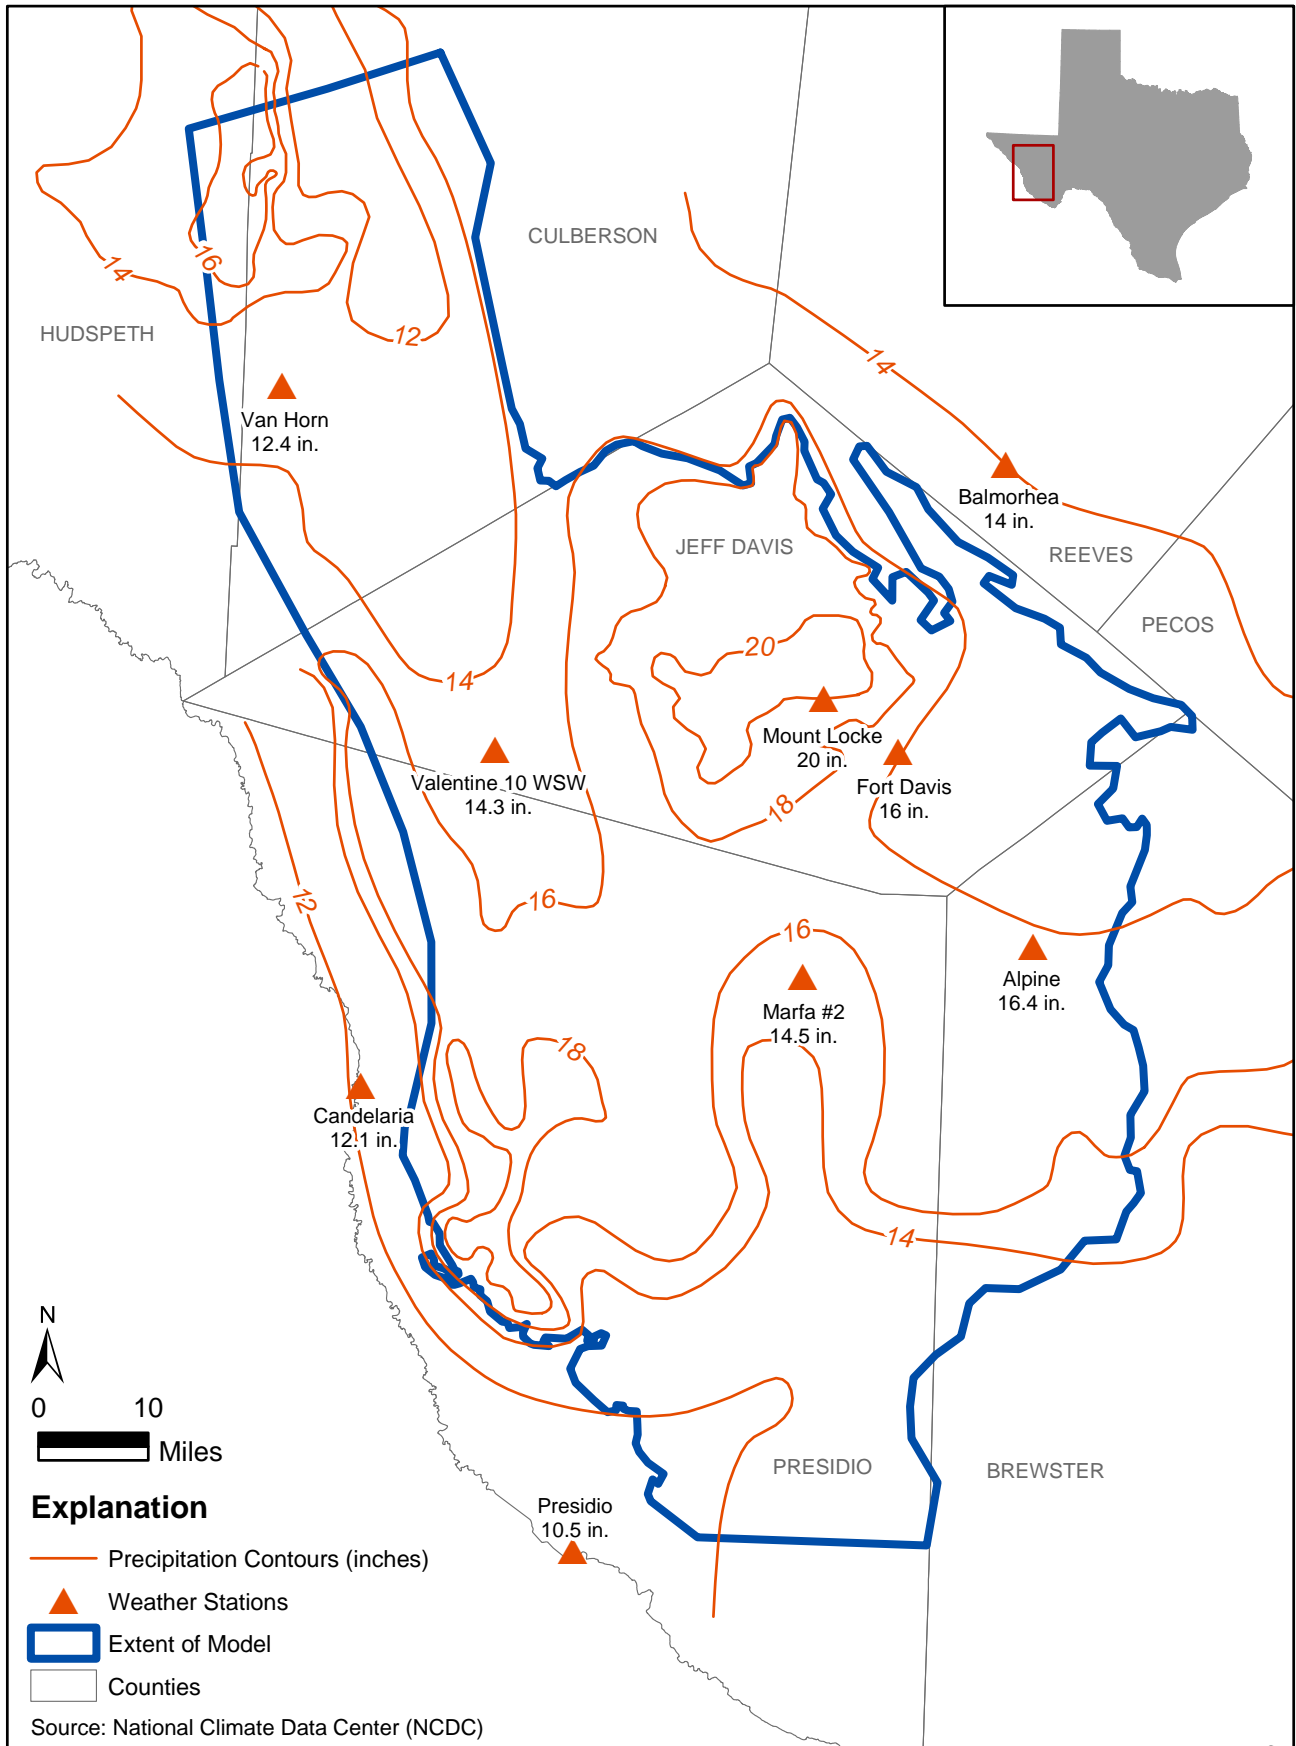 CULBERSON
16
14
HUDSPETH
12
14
Van Horn
12.4 in.
Balmorhea
14 in.
JEFF DAVIS
REEVES
PECOS
20
14
Mount Locke
20 in.
Valentine 10 WSW
14.3 in.
Fort Davis
16 in.
18
12
16
16
Alpine
16.4 in.
Marfa #2
14.5 in.
18
Candelaria
12.1 in.
14
N
0 10
Miles
PRESIDIO
BREWSTER
Presidio
10.5 in.
Explanation
Precipitation Contours (inches)
Weather Stations
Extent of Model
Counties
Source: National Climate Data Center (NCDC)